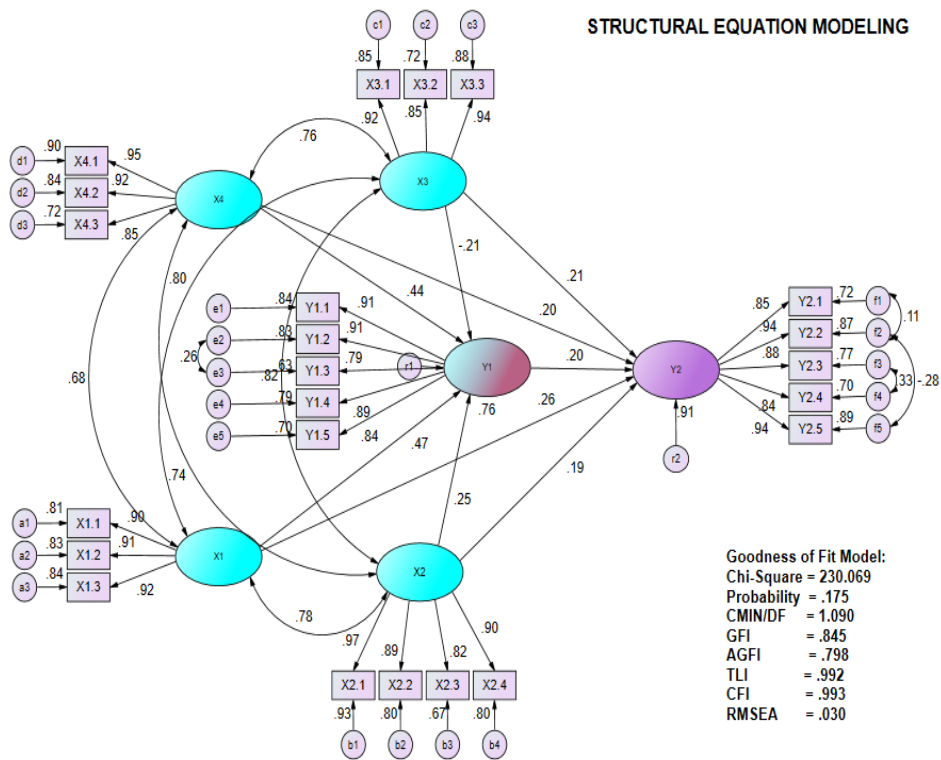 STRUCTURAL EQUATION MODELING
c1 c2 c3
.85 .72 .88
X3.1 X3.2 X3.3
.92 .85 .94
.76
X3
d1 .90 X4.1 .95
d2 .84 X4.2 .92
d3 .72 X4.3
.85
X4
.80
-.21
.21
.44
.20
e1 .84 Y1.1 .91
e2 .83 Y1.2 .91
.26
e3 .63 Y1.3 .79
.82
e4 .79 Y1.4 .89
e5 .70 Y1.5 .84
r1
Y1
.76
.20
Y2
.91
r2
.85 Y2.1 .72 f1
.11
.94 Y2.2 .87 f2
.88 Y2.3 .77 f3
.33 -.28
.84 Y2.4 .70 f4
.94 Y2.5 .89 f5
.68
.26
.47
.19
.74
.25
a1 .81 X1.1 .90
a2 .83 X1.2 .91
a3 .84 X1.3 .92
X1
X2
.78
.97 .89 .82 .90
X2.1 X2.2 X2.3 X2.4
.93 .80 .67 .80
b1 b2 b3 b4
Goodness of Fit Model:
Chi-Square = 230.069
Probability = .175
CMIN/DF = 1.090
GFI = .845
AGFI = .798
TLI = .992
CFI = .993
RMSEA = .030